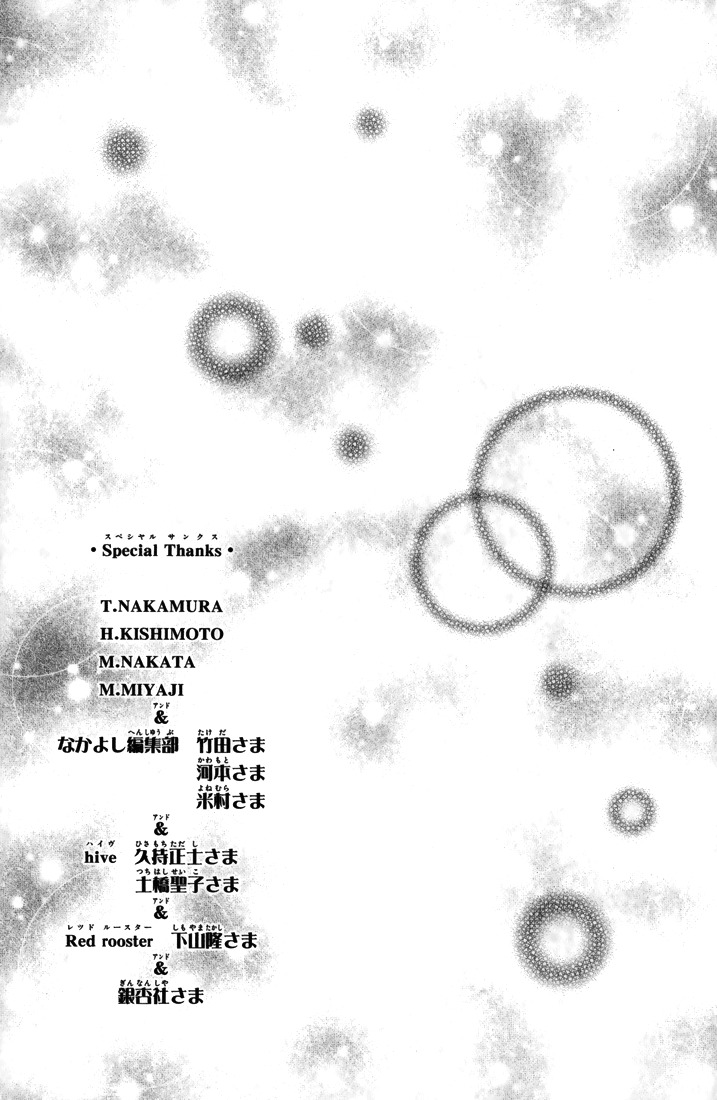 スペシャル サンクス
• Special Thanks •
T.NAKAMURA
H.KISHIMOTO
M.NAKATA
M.MIYAJI
アンド
&
へんしゅう ぶ たけ だ
なかよし編集部 竹田さま
かわ もと
河本さま
よね むら
米村さま
アンド
&
ハイヴ ひさ もち ただ し
hive 久持正士さま
つち はし せい こ
土橋聖子さま
アンド
&
レッド ルースター しも やま たかし
Red rooster 下山隆さま
アンド
&
ぎん なん しゃ
銀杏社さま